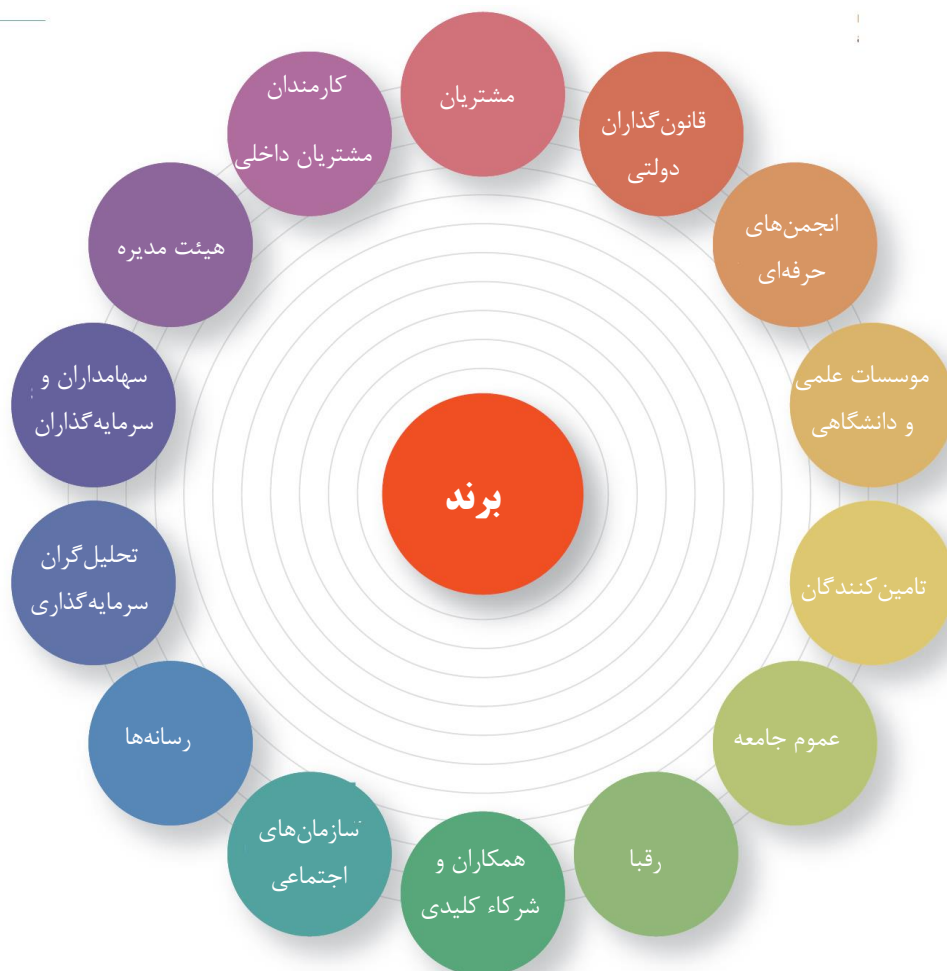 مشتریان
قانون‌گذاران
دولتی
انجمن‌های
حرفه‌ای
موسسات علمی
و دانشگاهی
تامین‌کنندگان
عموم جامعه
رقبا
همکاران و
شرکاء کلیدی
سازمان‌های
اجتماعی
رسانه‌ها
تحلیل‌گران
سرمایه‌گذاری
سهامداران و
سرمایه‌گذاران
هیئت مدیره
کارمندان
مشتریان داخلی
برند